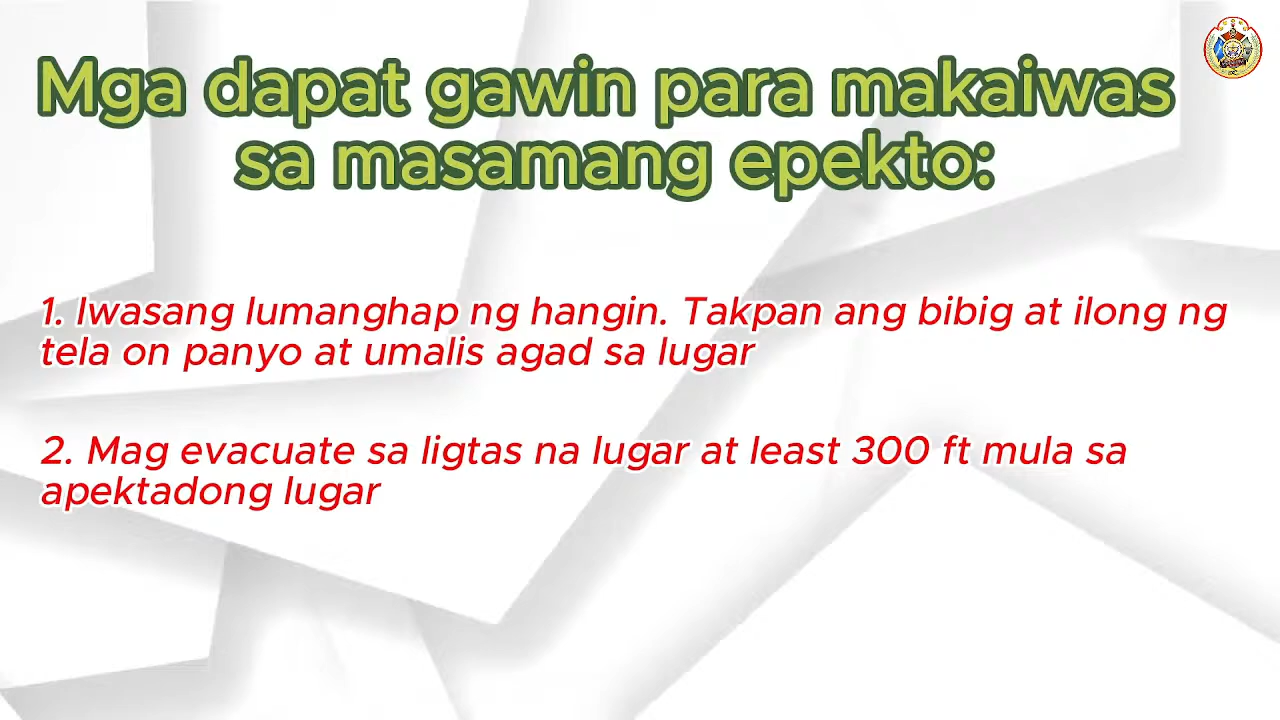 Mga dapat gawin para makaiwas
sa masamang epekto:
1. Iwasang lumanghap ng hangin. Takpan ang bibig at ilong ng
tela on panyo at umalis agad sa lugar
2. Mag evacuate sa ligtas na lugar at least 300 ft mula sa
apektadong lugar